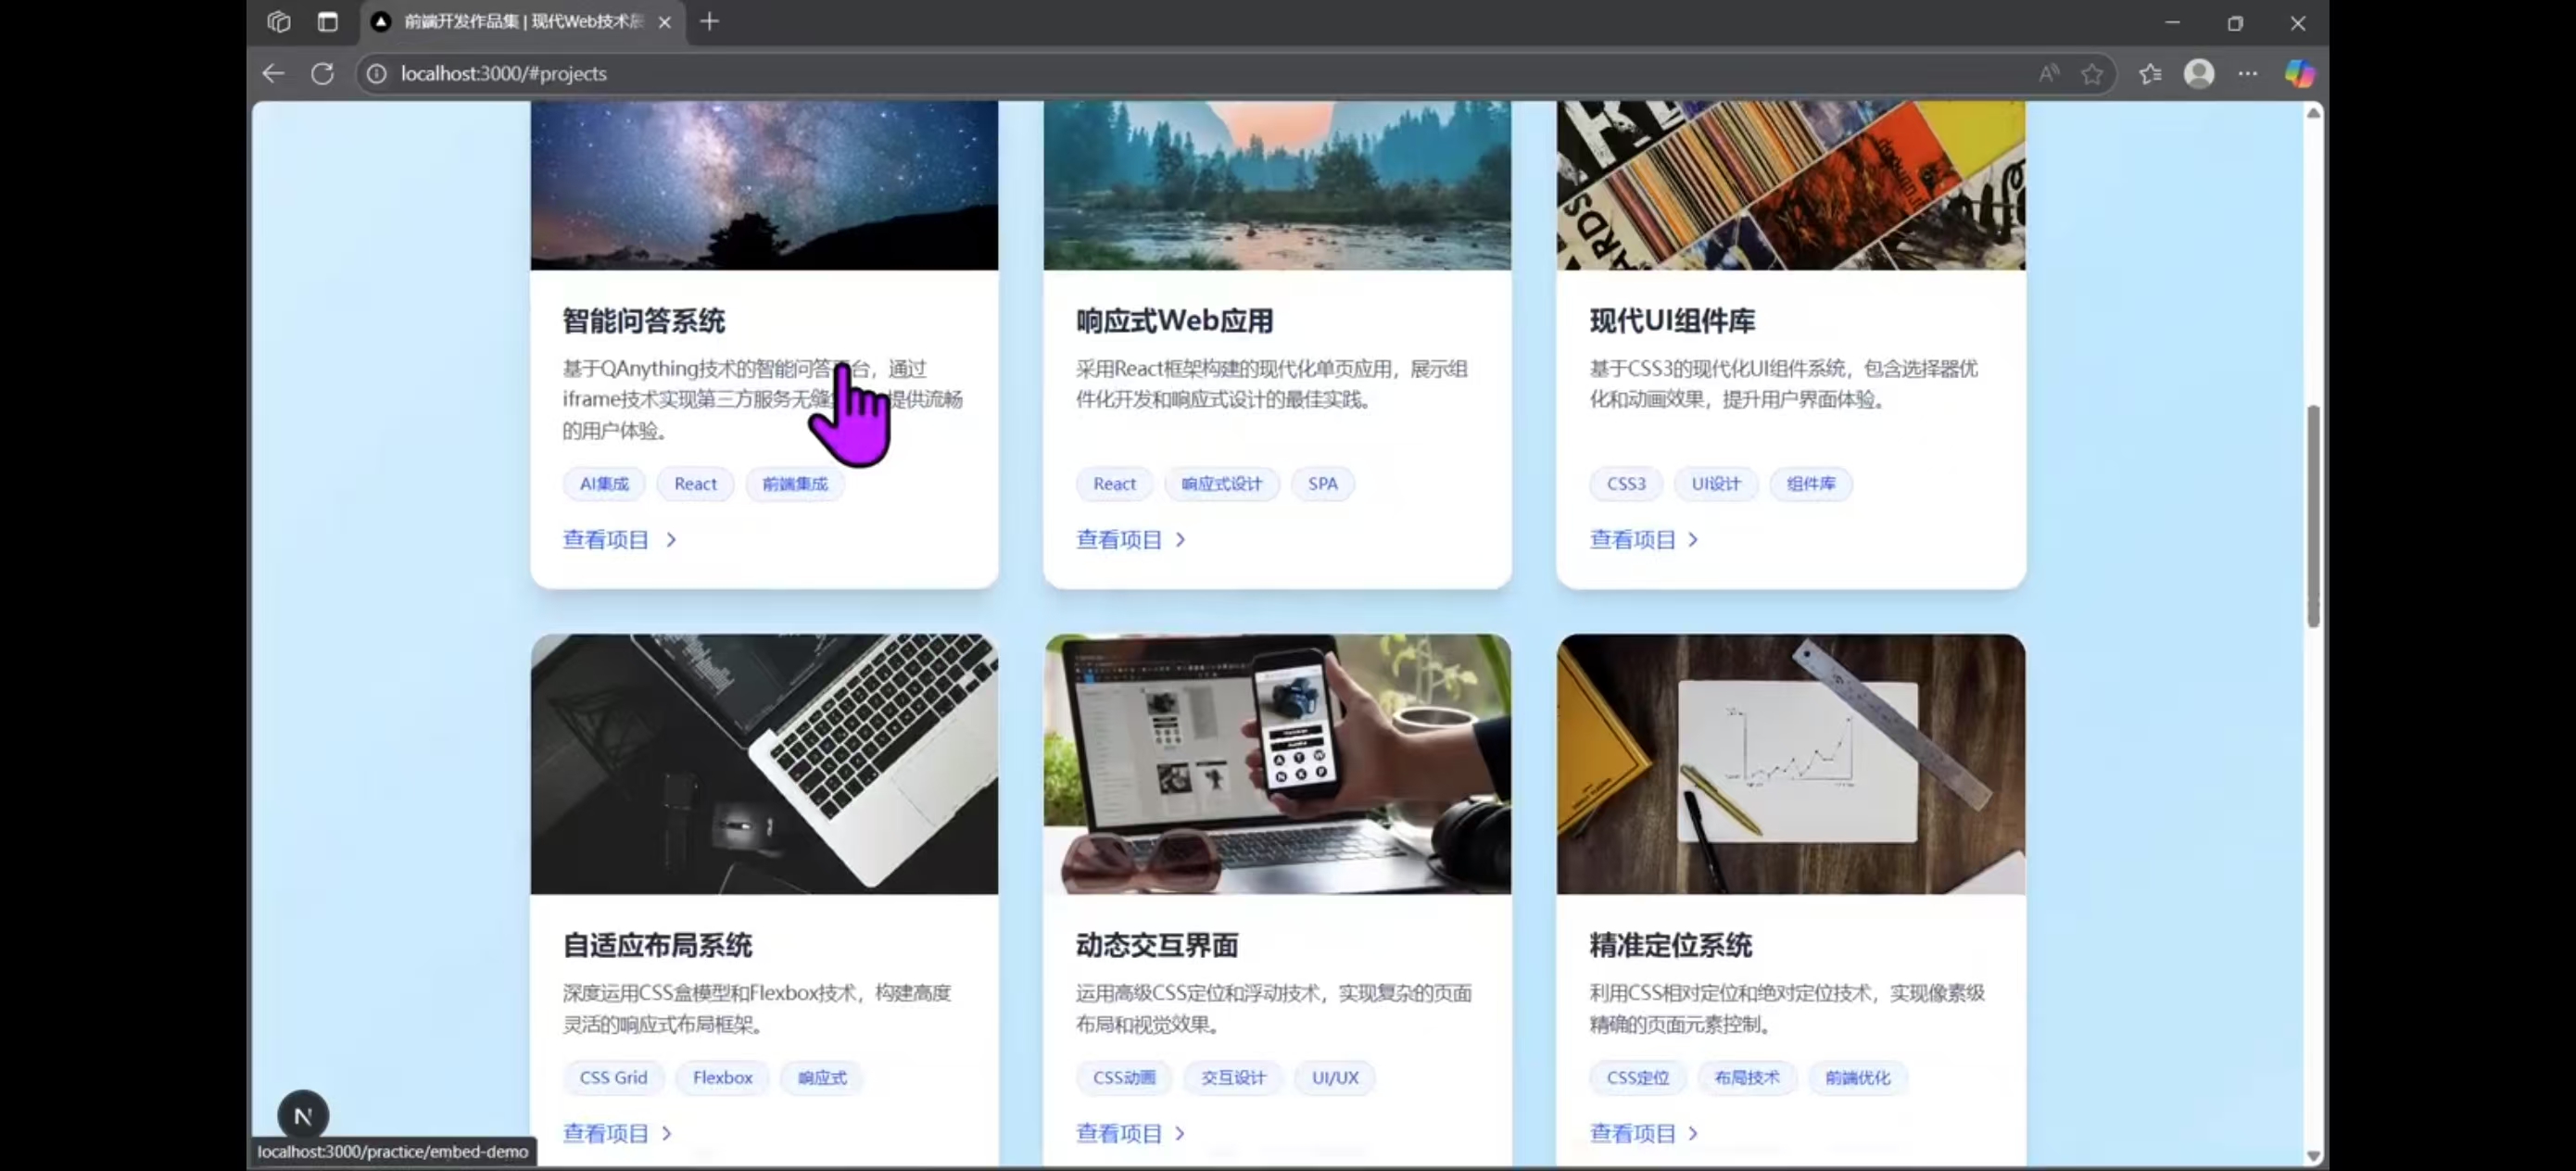 前端开发作品集 | 现代Web技术展
localhost:3000/#projects
智能问答系统
基于QAnything技术的智能问答 台，通过
iframe技术实现第三方服务无缝 提供流畅
的用户体验。
AI集成 React 前端集成
查看项目
响应式Web应用
采用React框架构建的现代化单页应用，展示组
件化开发和响应式设计的最佳实践。
React 响应式设计 SPA
查看项目
现代UI组件库
基于CSS3的现代化UI组件系统，包含选择器优
化和动画效果，提升用户界面体验。
CSS3 UI设计 组件库
查看项目
自适应布局系统
深度运用CSS盒模型和Flexbox技术，构建高度
灵活的响应式布局框架。
CSS Grid Flexbox 响应式
查看项目
动态交互界面
运用高级CSS定位和浮动技术，实现复杂的页面
布局和视觉效果。
CSS动画 交互设计 UI/UX
查看项目
精准定位系统
利用CSS相对定位和绝对定位技术，实现像素级
精确的页面元素控制。
CSS定位 布局技术 前端优化
查看项目
N
localhost:3000/practice/embed-demo